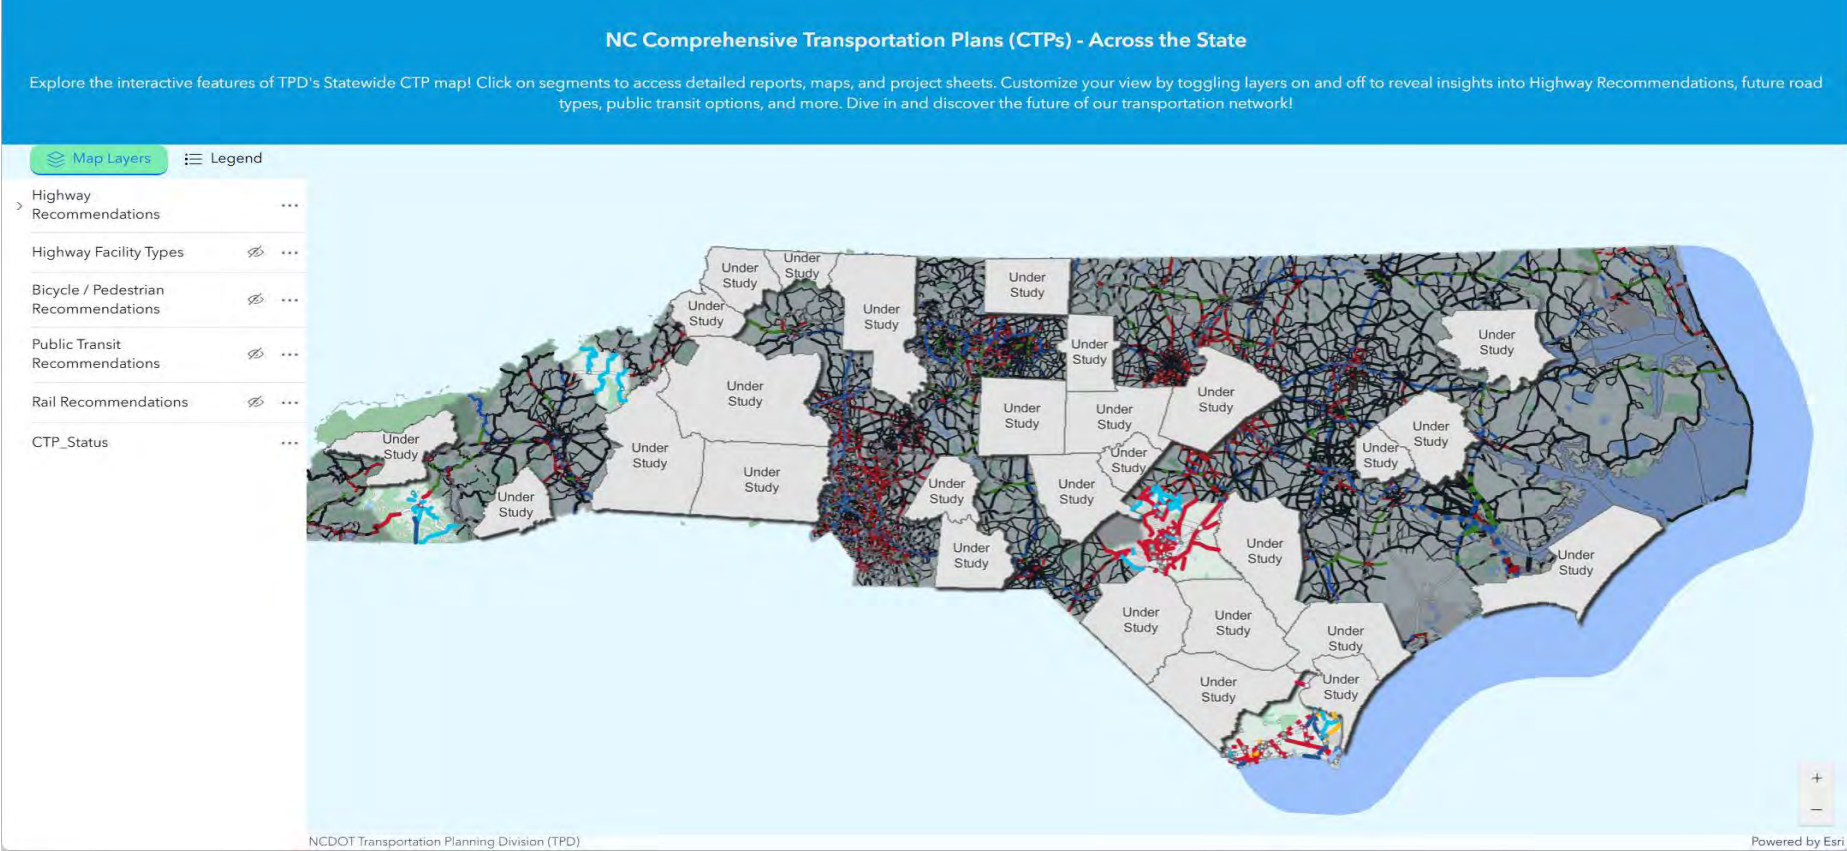 NC Comprehensive Transportation Plans (CTPs) - Across the State
Explore the interactive features of TPD's Statewide CTP map! Click on segments to access detailed reports, maps, and project sheets. Customize your view by toggling layers on and off to reveal insights into Highway Recommendations, future road
types, public transit options, and more. Dive in and discover the future of our transportation network!
Map Layers
Legend
Highway
Recommendations
Highway Facility Types
Bicycle / Pedestrian
Recommendations
Public Transit
Recommendations
Rail Recommendations
CTP_Status
Under
Study
Under
Study
Under
Study
Under
Study
Under
Study
Under
Study
Under
Study
Under
Study
Under
Study
Under
Study
Under
Study
Under
Study
Under
Study
Under
Study
Under
Study
Under
Study
Under
Study
Under
Study
Under
Study
Under
Study
Under
Study
Under
Study
Under
Study
Under
Study
Under
Study
Under
Study
Under
Study
Under
Study
Under
Study
NCDOT Transportation Planning Division (TPD)
Powered by Esri